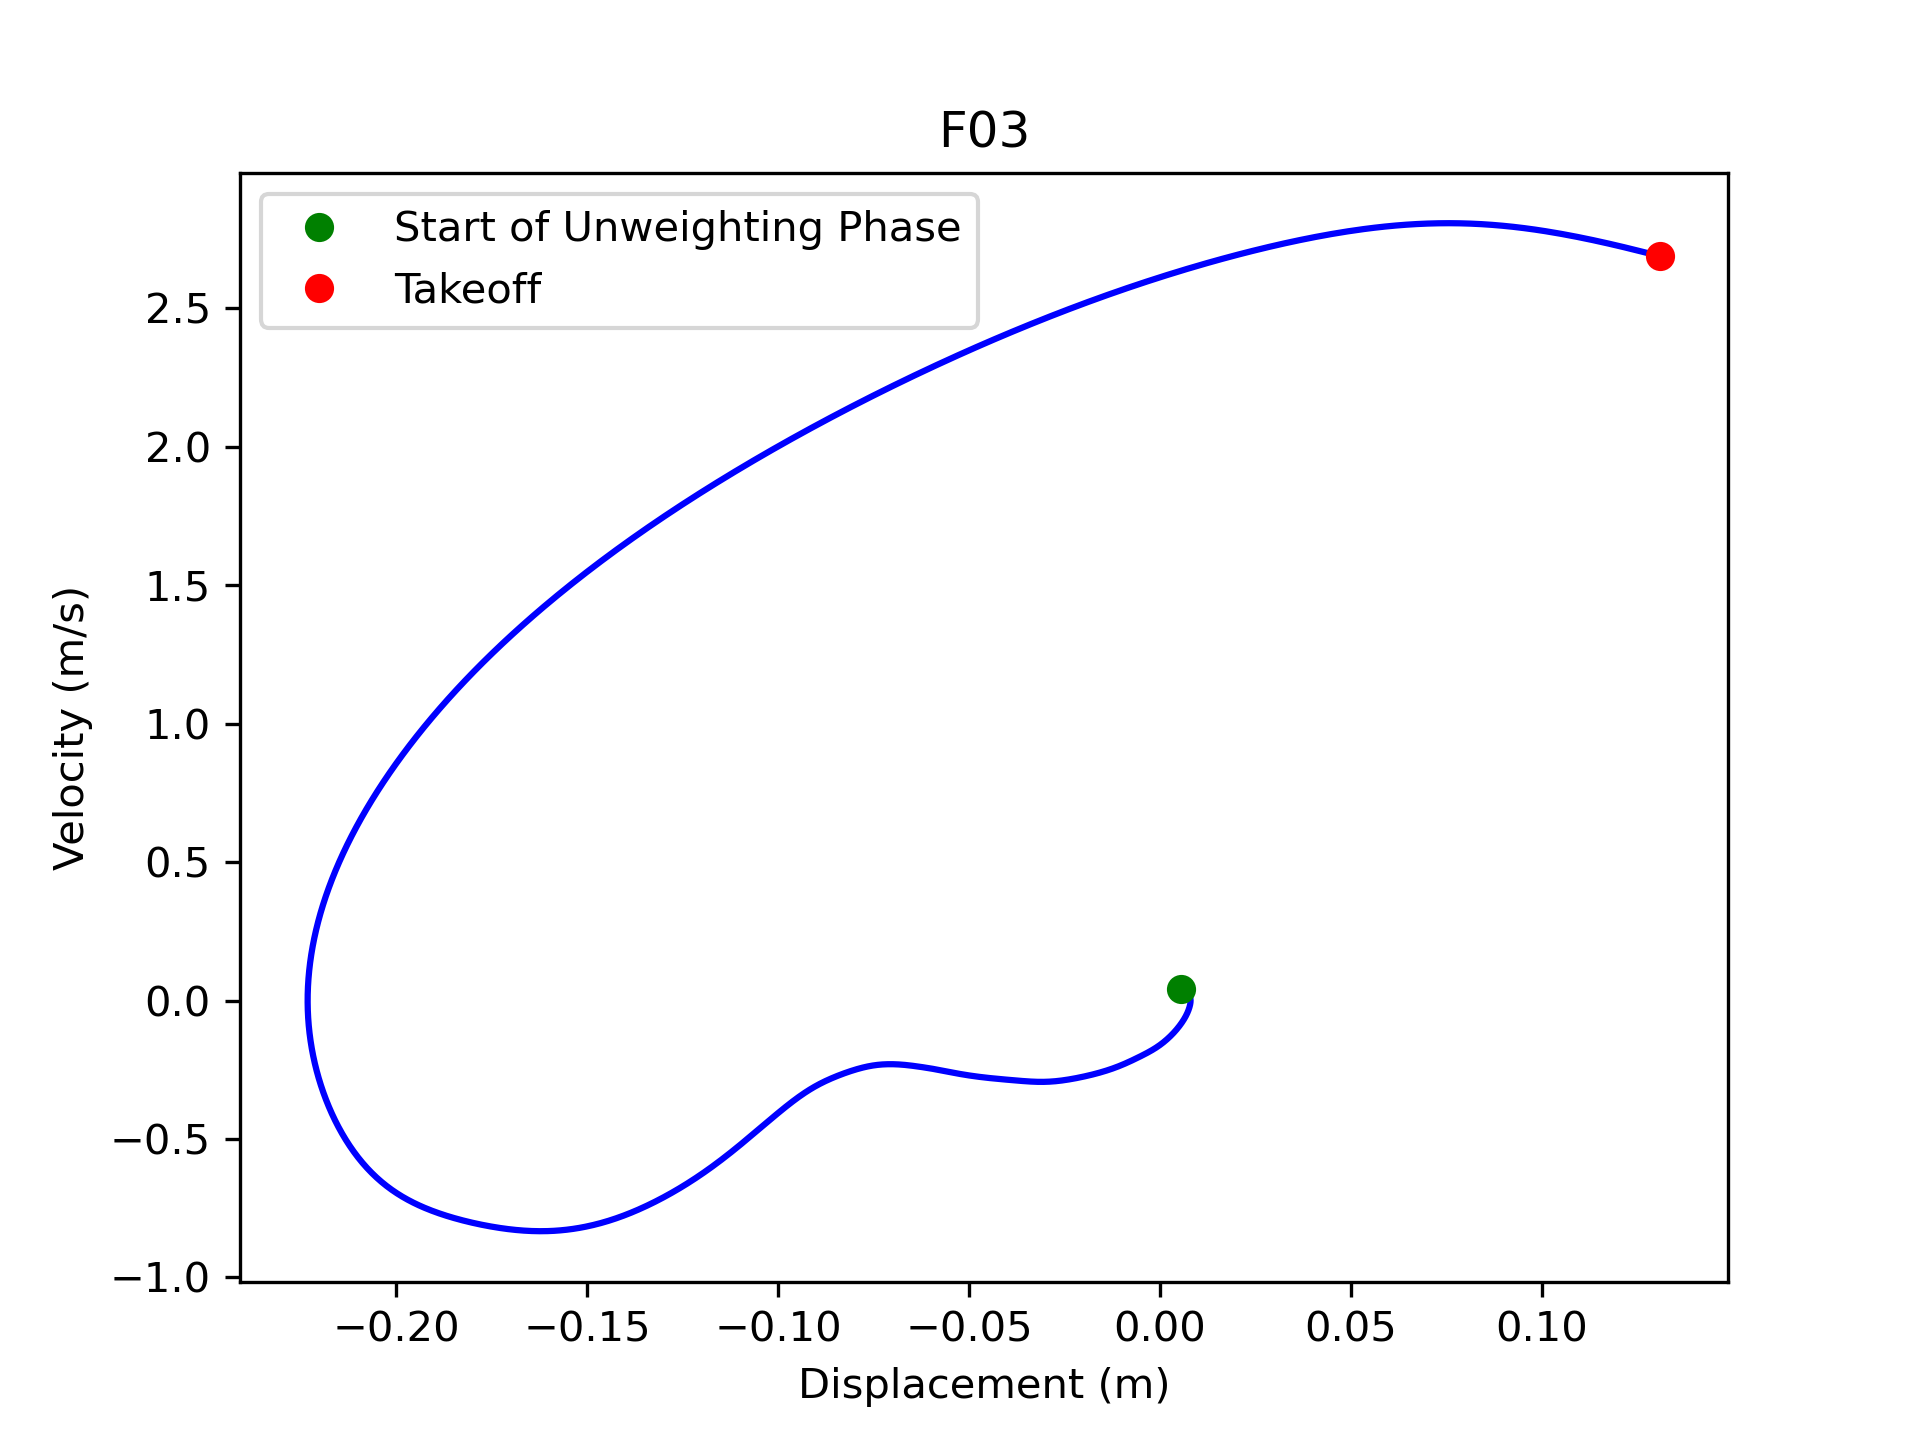 F03
Start of Unweighting Phase
Takeoff
2.5
2.0
1.5
1.0
0.5
0.0
−0.5
−1.0
Velocity (m/s)
−0.20 −0.15 −0.10 −0.05 0.00 0.05 0.10
Displacement (m)